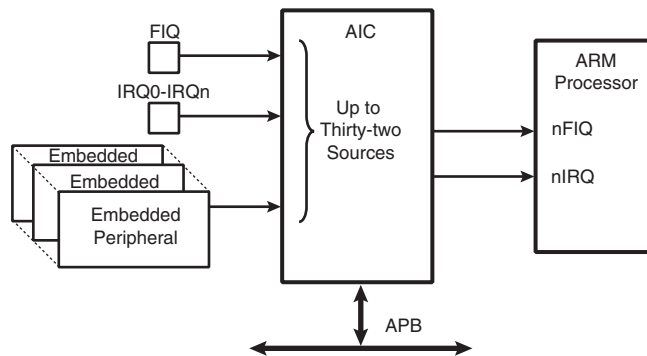 FIQ
IRQ0-IRQn
Embedded
Embedded
Embedded
Peripheral
AIC
Up to
Thirty-two
Sources
ARM
Processor
nFIQ
nIRQ
APB